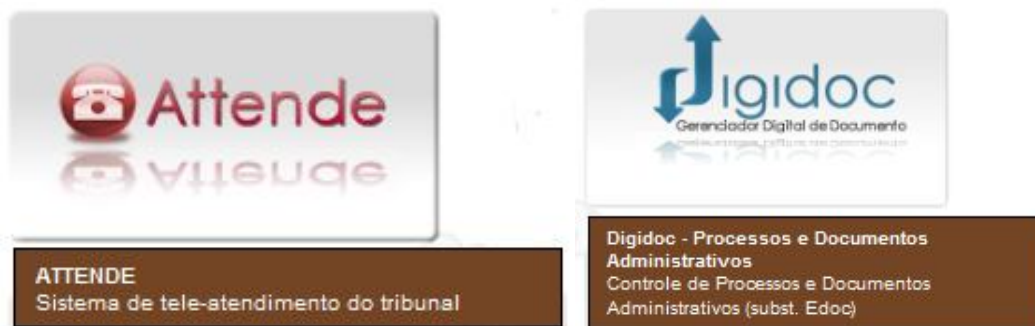 Attende
ATTENDE
Sistema de tele-atendimento do tribunal
Digidoc
Gerenciador Digital de Documento
Digidoc - Processos e Documentos
Administrativos
Controle de Processos e Documentos
Administrativos (subst. Edoc)